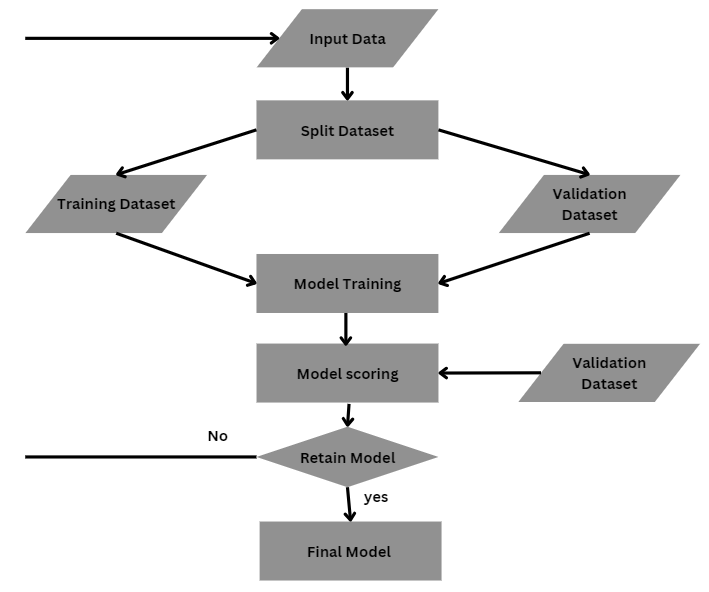 Input Data
Split Dataset
Training Dataset
Validation
Dataset
Model Training
Model scoring
Validation
Dataset
No
Retain Model
yes
Final Model